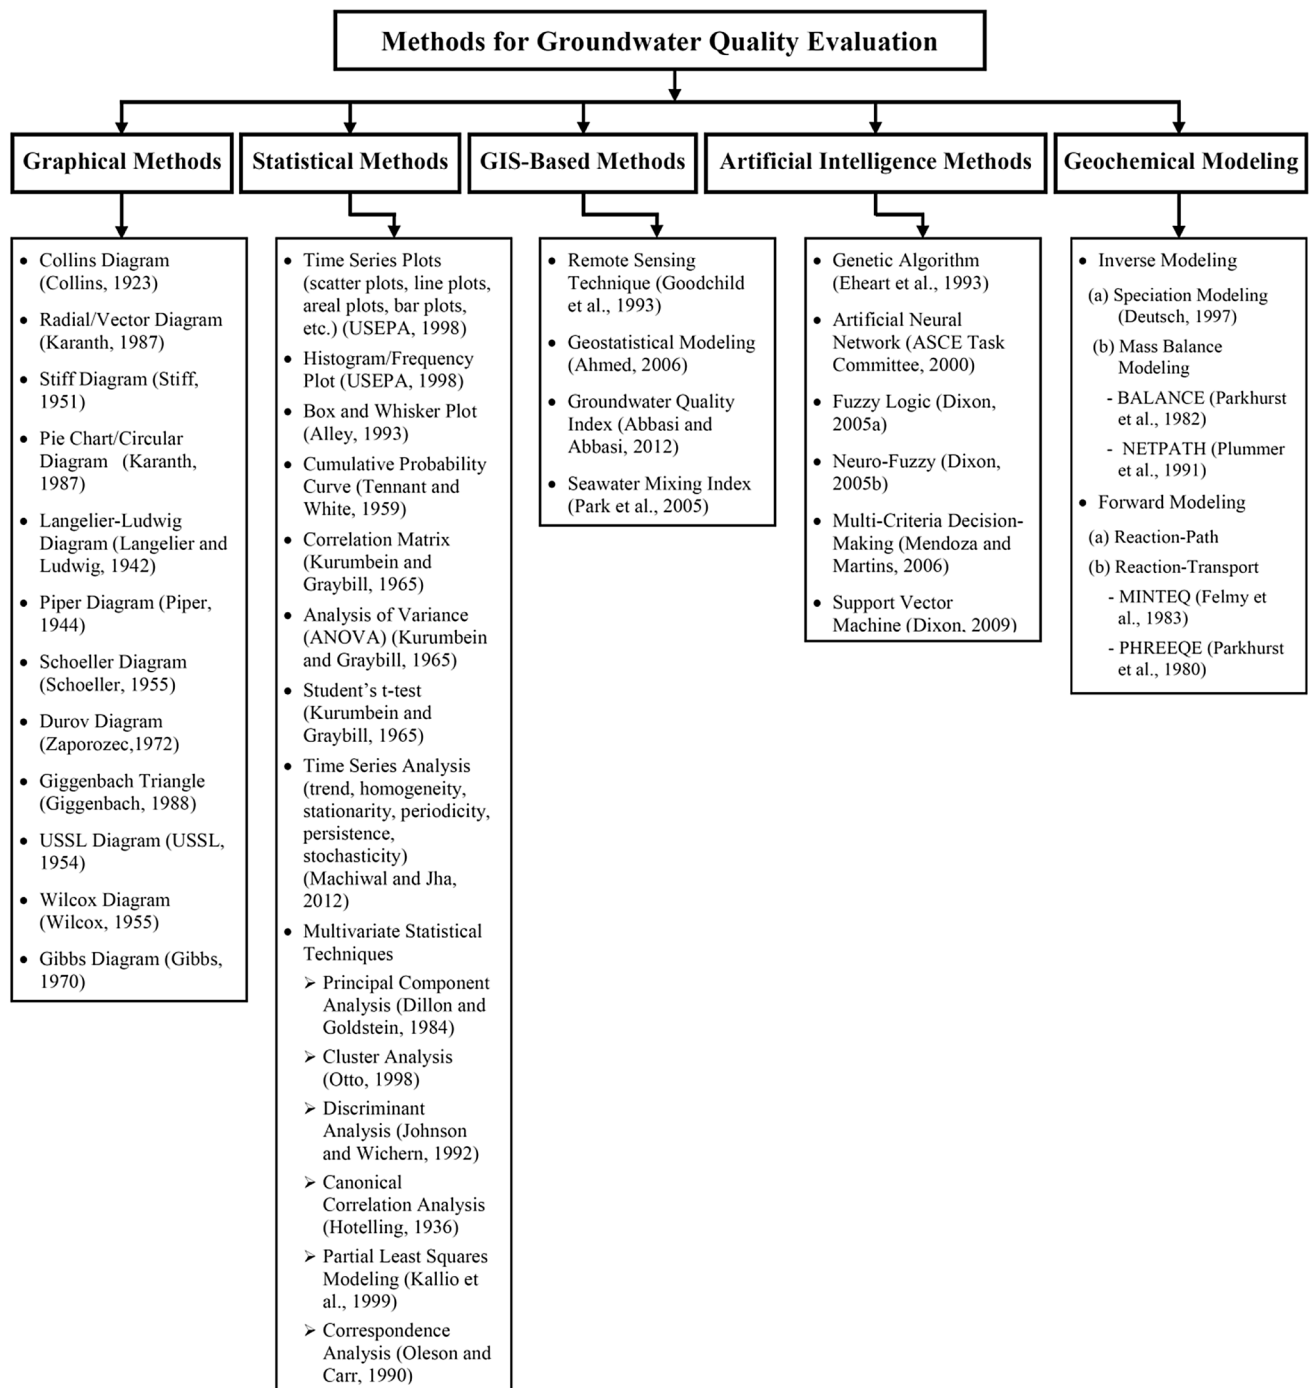 Methods for Groundwater Quality Evaluation
Graphical Methods
Statistical Methods
GIS-Based Methods
Artificial Intelligence Methods
Geochemical Modeling
• Collins Diagram
(Collins, 1923)
• Radial/Vector Diagram
(Karanth, 1987)
• Stiff Diagram (Stiff,
1951)
• Pie Chart/Circular
Diagram (Karanth,
1987)
• Langelier-Ludwig
Diagram (Langelier and
Ludwig, 1942)
• Piper Diagram (Piper,
1944)
• Schoeller Diagram
(Schoeller, 1955)
• Durov Diagram
(Zaporozec,1972)
• Giggenbach Triangle
(Giggenbach, 1988)
• USSL Diagram (USSL,
1954)
• Wilcox Diagram
(Wilcox, 1955)
• Gibbs Diagram (Gibbs,
1970)
• Time Series Plots
(scatter plots, line plots,
areal plots, bar plots,
etc.) (USEPA, 1998)
• Histogram/Frequency
Plot (USEPA, 1998)
• Box and Whisker Plot
(Alley, 1993)
• Cumulative Probability
Curve (Tennant and
White, 1959)
• Correlation Matrix
(Kurumbein and
Graybill, 1965)
• Analysis of Variance
(ANOVA) (Kurumbein
and Graybill, 1965)
• Student’s t-test
(Kurumbein and
Graybill, 1965)
• Time Series Analysis
(trend, homogeneity,
stationarity, periodicity,
persistence,
stochasticity)
(Machiwal and Jha,
2012)
• Multivariate Statistical
Techniques
➢ Principal Component
Analysis (Dillon and
Goldstein, 1984)
➢ Cluster Analysis
(Otto, 1998)
➢ Discriminant
Analysis (Johnson
and Wichern, 1992)
➢ Canonical
Correlation Analysis
(Hotelling, 1936)
➢ Partial Least Squares
Modeling (Kallio et
al., 1999)
➢ Correspondence
Analysis (Oleson and
Carr, 1990)
• Remote Sensing
Technique (Goodchild
et al., 1993)
• Geostatistical Modeling
(Ahmed, 2006)
• Groundwater Quality
Index (Abbasi and
Abbasi, 2012)
• Seawater Mixing Index
(Park et al., 2005)
• Genetic Algorithm
(Eheart et al., 1993)
• Artificial Neural
Network (ASCE Task
Committee, 2000)
• Fuzzy Logic (Dixon,
2005a)
• Neuro-Fuzzy (Dixon,
2005b)
• Multi-Criteria Decision-
Making (Mendoza and
Martins, 2006)
• Support Vector
Machine (Dixon, 2009)
• Inverse Modeling
(a) Speciation Modeling
(Deutsch, 1997)
(b) Mass Balance
Modeling
- BALANCE (Parkhurst
et al., 1982)
- NETPATH (Plummer
et al., 1991)
• Forward Modeling
(a) Reaction-Path
(b) Reaction-Transport
- MINTEQ (Felmy et
al., 1983)
- PHREEQE (Parkhurst
et al., 1980)